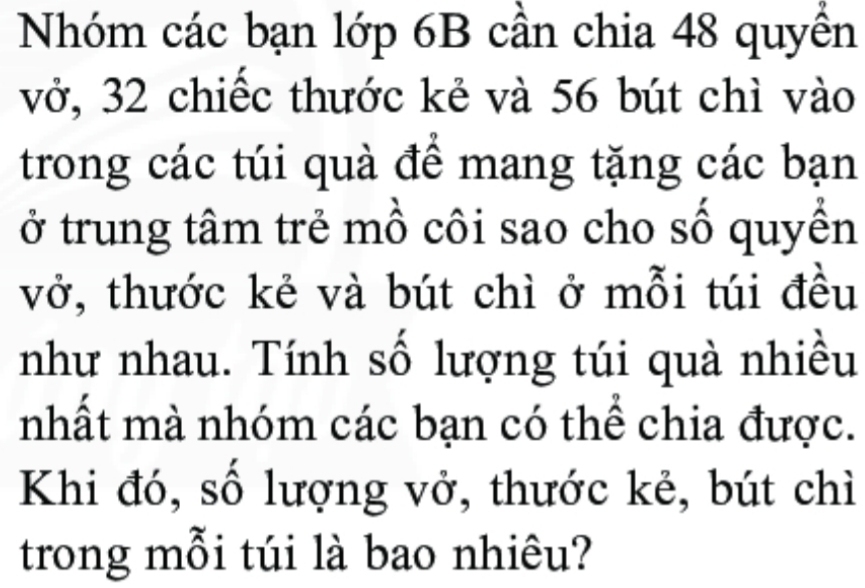 Nhóm các bạn lớp 6B cần chia 48 quyển
vở, 32 chiếc thước kẻ và 56 bút chì vào
trong các túi quà để mang tặng các bạn
ở trung tâm trẻ mồ côi sao cho số quyển
vở, thước kẻ và bút chì ở mỗi túi đều
như nhau. Tính số lượng túi quà nhiều
nhất mà nhóm các bạn có thể chia được.
Khi đó, số lượng vở, thước kẻ, bút chì
trong mỗi túi là bao nhiêu?